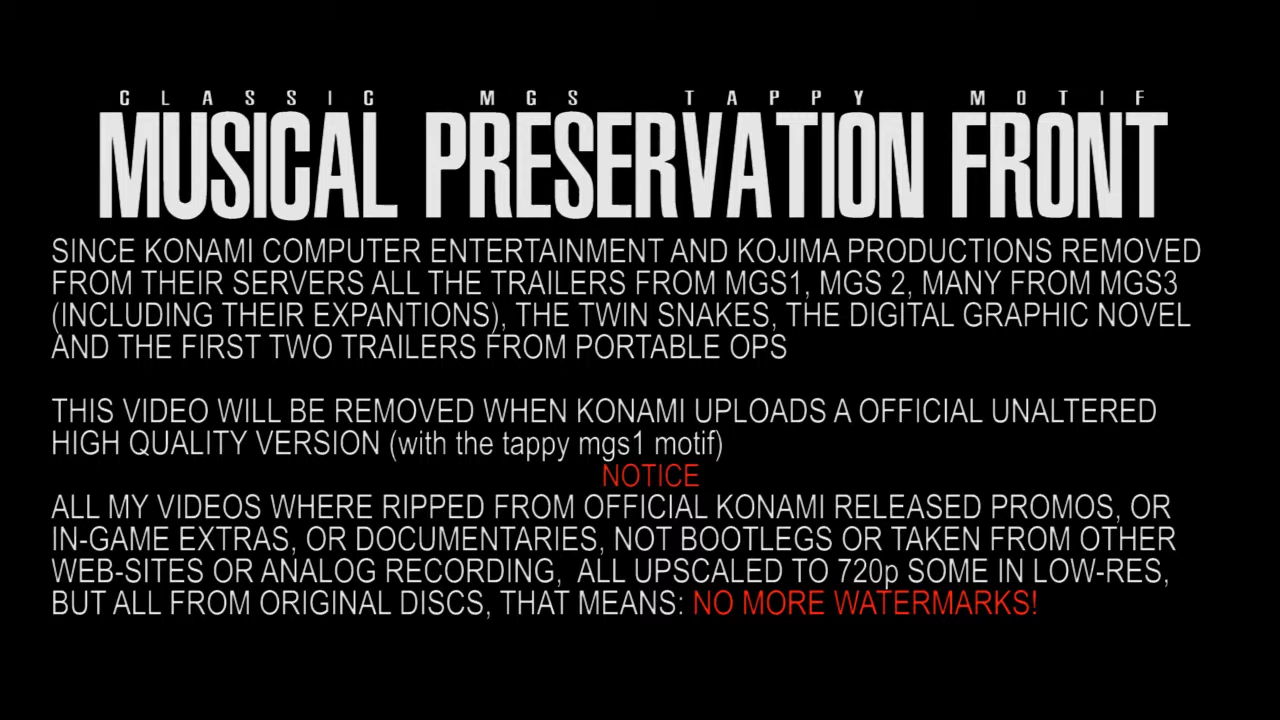 CLASSIC MGS TAPPY MOTIF
MUSICAL PRESERVATION FRONT
SINCE KONAMI COMPUTER ENTERTAINMENT AND KOJIMA PRODUCTIONS REMOVED
FROM THEIR SERVERS ALL THE TRAILERS FROM MGS1, MGS 2, MANY FROM MGS3
(INCLUDING THEIR EXPANTIONS), THE TWIN SNAKES, THE DIGITAL GRAPHIC NOVEL
AND THE FIRST TWO TRAILERS FROM PORTABLE OPS
THIS VIDEO WILL BE REMOVED WHEN KONAMI UPLOADS A OFFICIAL UNALTERED
HIGH QUALITY VERSION (with the tappy mgs1 motif)
NOTICE
ALL MY VIDEOS WHERE RIPPED FROM OFFICIAL KONAMI RELEASED PROMOS, OR
IN-GAME EXTRAS, OR DOCUMENTARIES, NOT BOOTLEGS OR TAKEN FROM OTHER
WEB-SITES OR ANALOG RECORDING, ALL UPSCALED TO 720p SOME IN LOW-RES,
BUT ALL FROM ORIGINAL DISCS, THAT MEANS: NO MORE WATERMARKS!